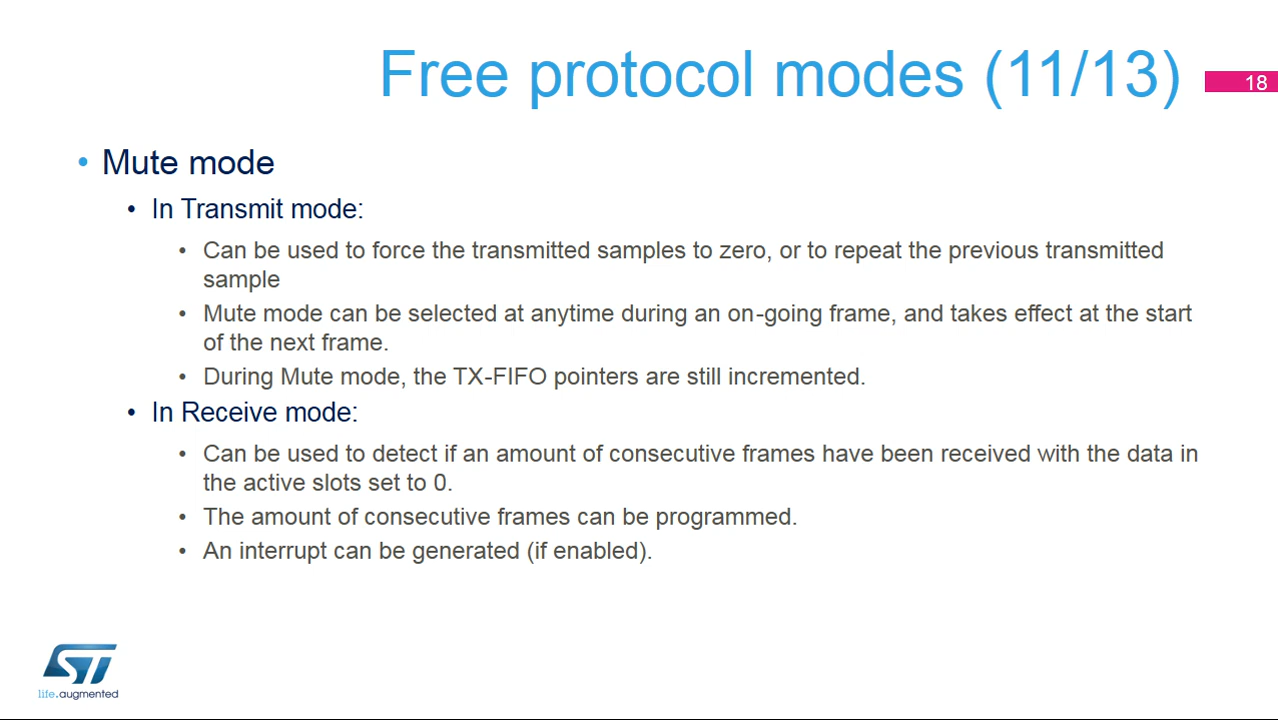 Free protocol modes (11/13)
18
• Mute mode
• In Transmit mode:
• Can be used to force the transmitted samples to zero, or to repeat the previous transmitted
sample
• Mute mode can be selected at anytime during an on-going frame, and takes effect at the start
of the next frame.
• During Mute mode, the TX-FIFO pointers are still incremented.
• In Receive mode:
• Can be used to detect if an amount of consecutive frames have been received with the data in
the active slots set to 0.
• The amount of consecutive frames can be programmed.
• An interrupt can be generated (if enabled).
ST
life.augmented